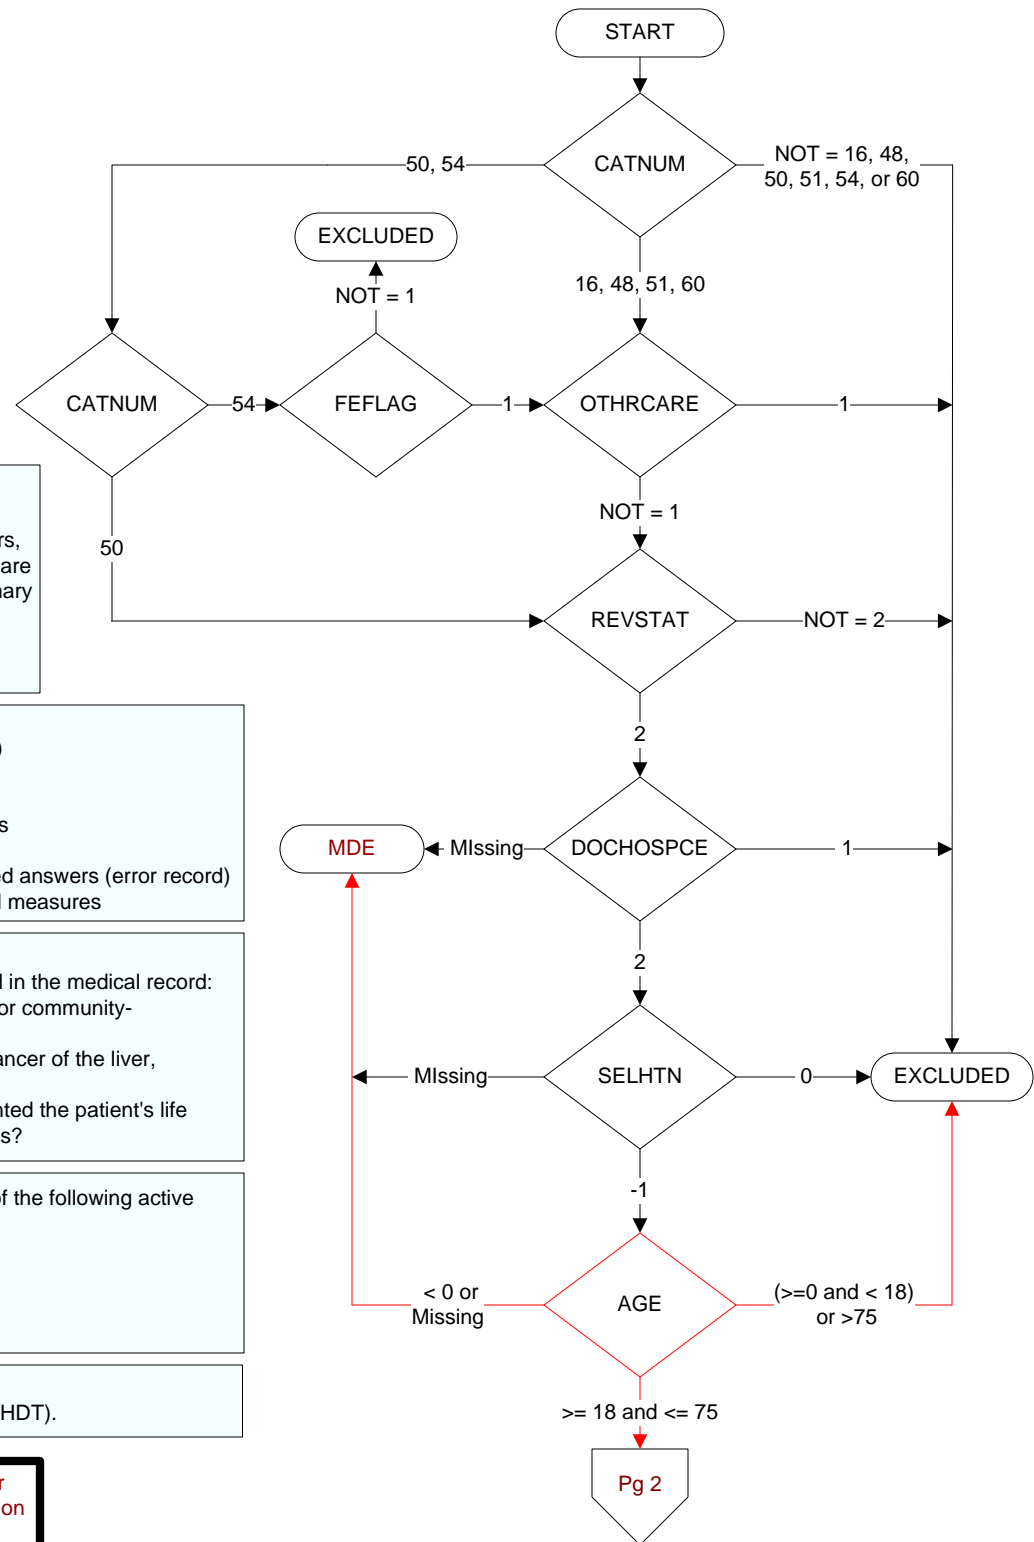 START
CATNUM
50, 54
NOT = 16, 48,
50, 51, 54, or 60
EXCLUDED
16, 48, 51, 60
NOT = 1
CATNUM
54
FEFLAG
1
OTHRCARE
1
NOT = 1
50
rs,
are
nary
REVSTAT
NOT = 2
2
)
s
ed answers (error record)
d measures
MDE
MIssing
DOCHOSPCE
1
2
d in the medical record:
or community-
ancer of the liver,
nted the patient's life
s?
MIssing
SELHTN
0
EXCLUDED
-1
of the following active
< 0 or
Missing
AGE
(>=0 and < 18)
or >75
HDT).
>= 18 and <= 75
r
on
Pg 2